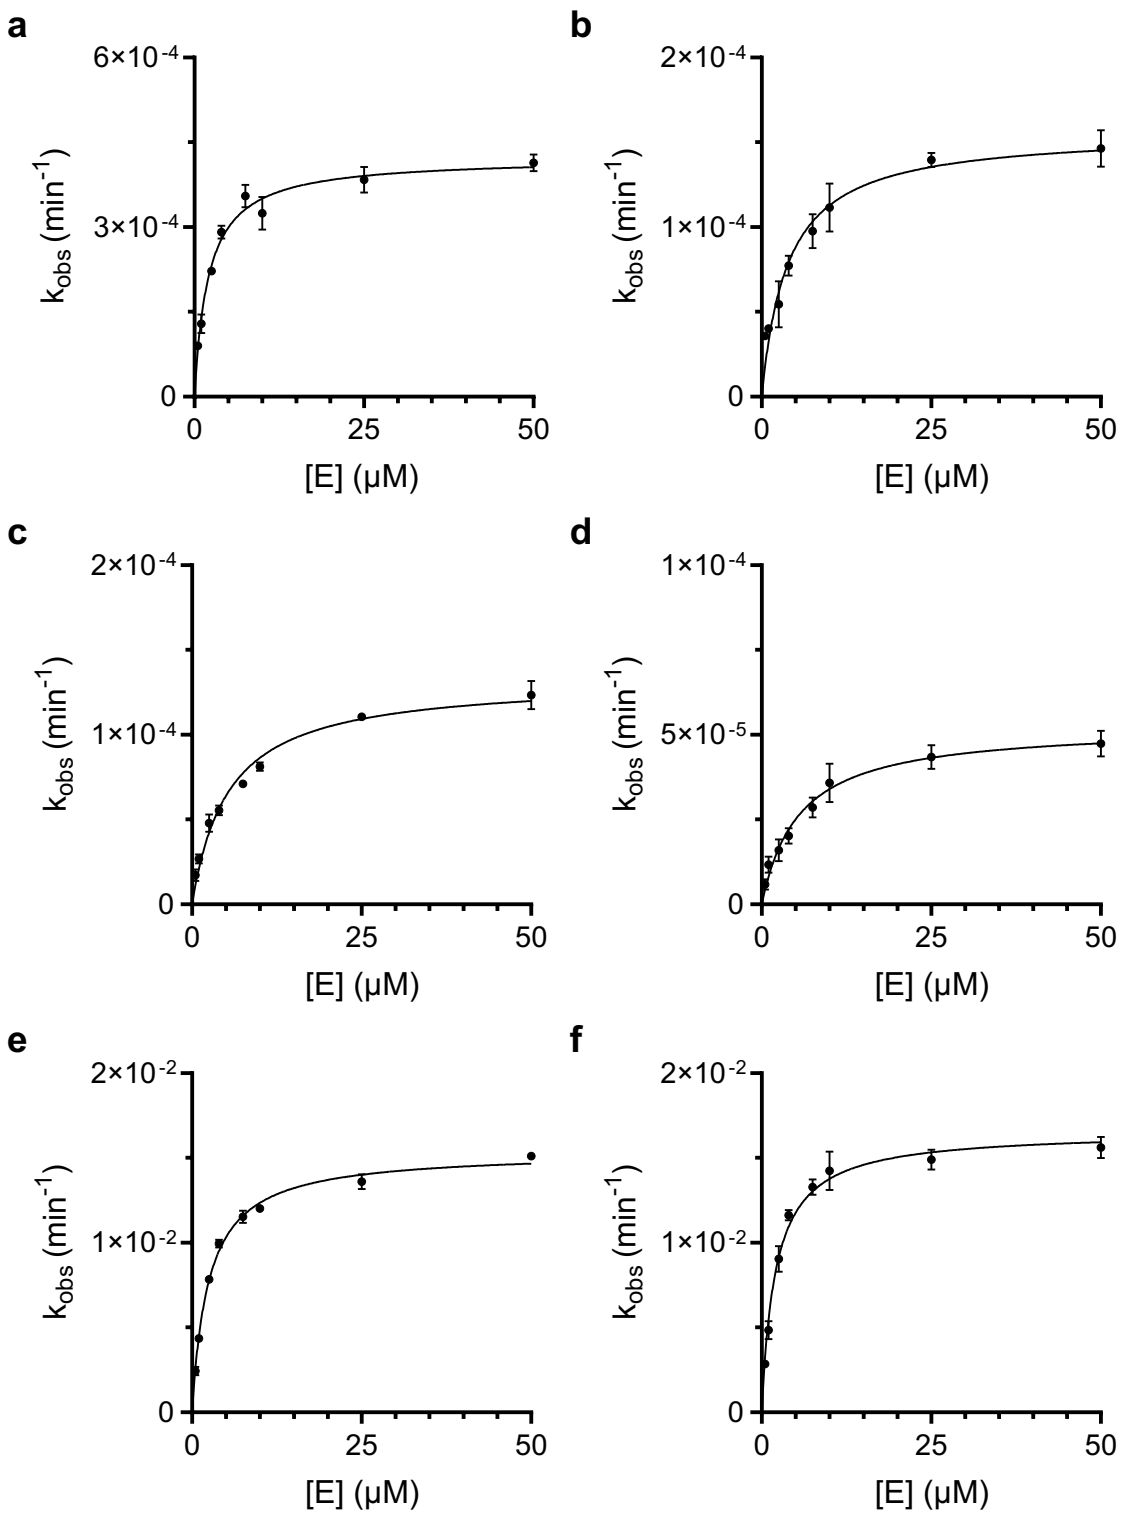 a
6×10⁻⁴
3×10⁻⁴
0
k_obs (min⁻¹)
0 25 50
[E] (µM)
b
2×10⁻⁴
1×10⁻⁴
0
k_obs (min⁻¹)
0 25 50
[E] (µM)
c
2×10⁻⁴
1×10⁻⁴
0
k_obs (min⁻¹)
0 25 50
[E] (µM)
d
1×10⁻⁴
5×10⁻⁵
0
k_obs (min⁻¹)
0 25 50
[E] (µM)
e
2×10⁻²
1×10⁻²
0
k_obs (min⁻¹)
0 25 50
[E] (µM)
f
2×10⁻²
1×10⁻²
0
k_obs (min⁻¹)
0 25 50
[E] (µM)